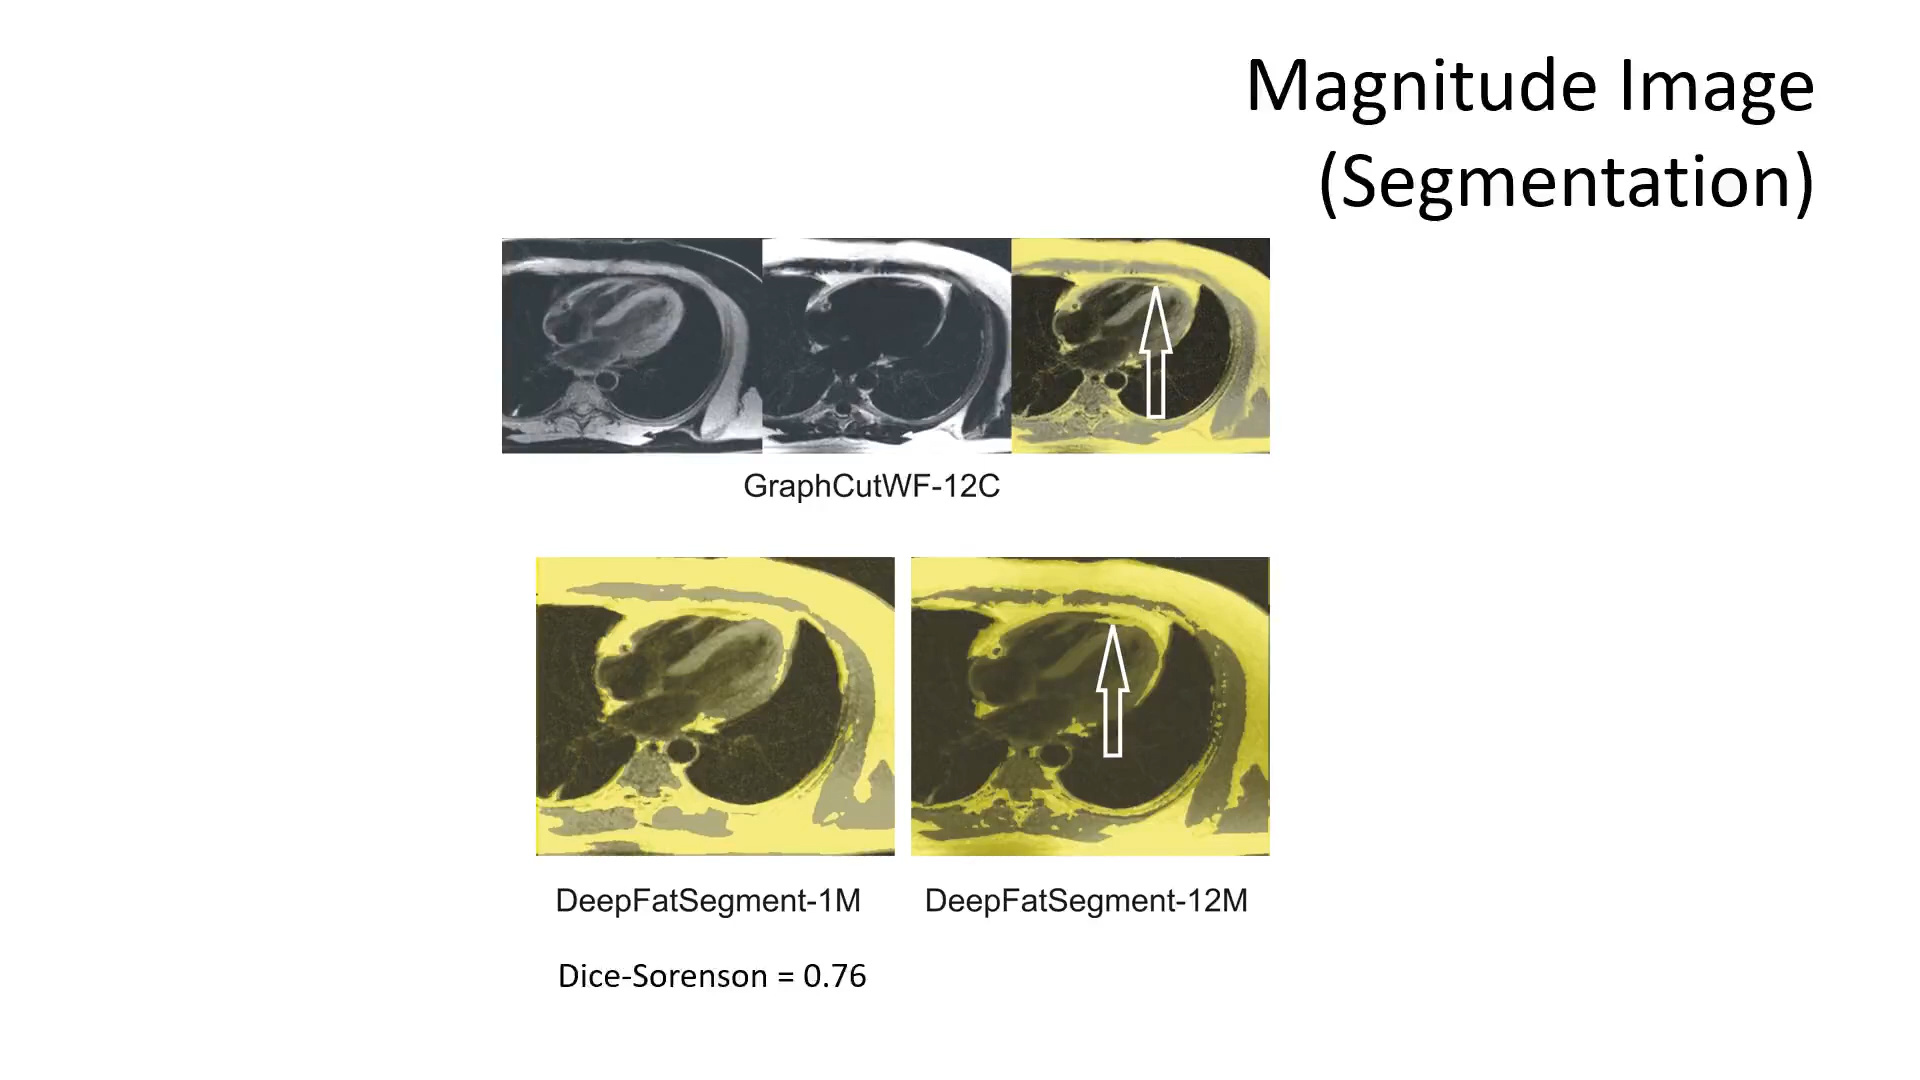 Magnitude Image
(Segmentation)
GraphCutWF-12C
DeepFatSegment-1M
DeepFatSegment-12M
Dice-Sorenson = 0.76